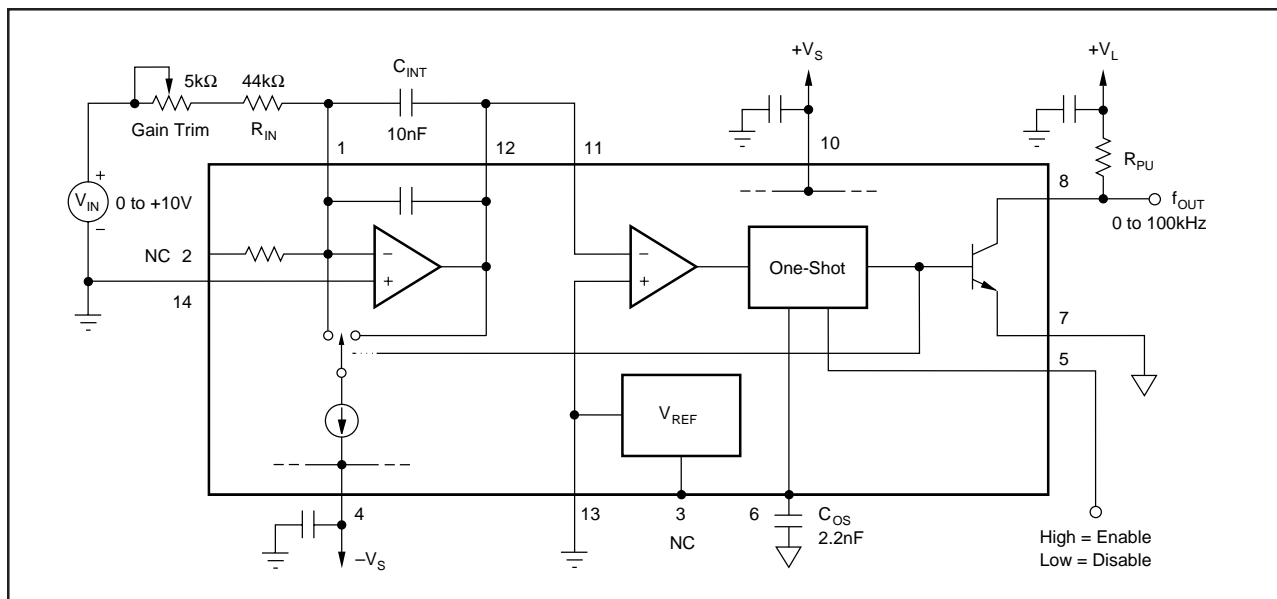 +V_S
+V_L
C_INT
5kΩ
44kΩ
Gain Trim
R_IN
10nF
1
12
11
10
R_PU
8
f_OUT
0 to 100kHz
+
V_IN
0 to +10V
–
NC 2
–
+
14
–
+
One-Shot
7
5
V_REF
4
13
3
NC
6
C_OS
2.2nF
–V_S
High = Enable
Low = Disable